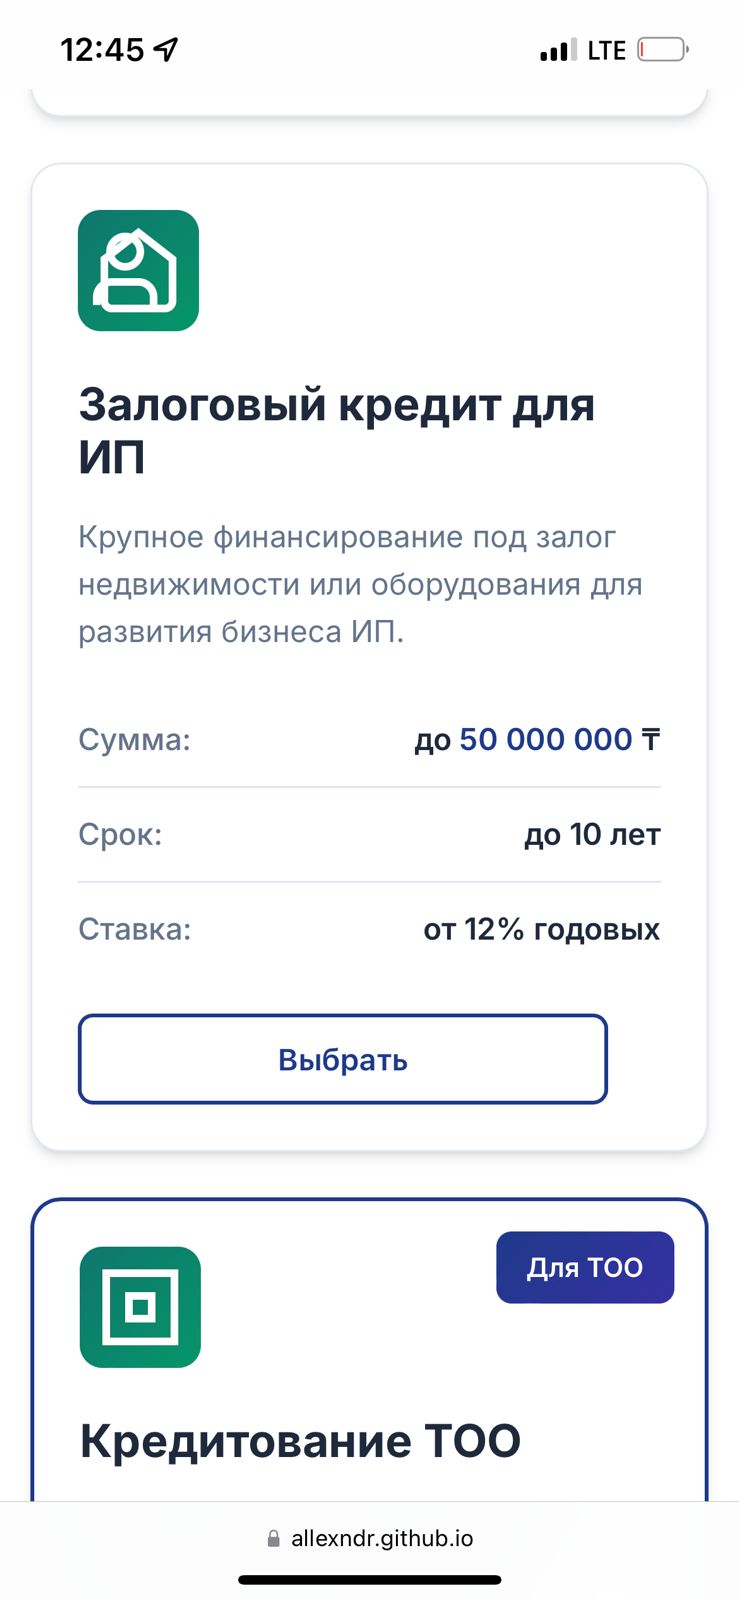 12:45
LTE
Залоговый кредит для
ИП
Крупное финансирование под залог
недвижимости или оборудования для
развития бизнеса ИП.
Сумма: до 50 000 000 ₸
Срок: до 10 лет
Ставка: от 12% годовых
Выбрать
Для ТОО
Кредитование ТОО
allexndr.github.io